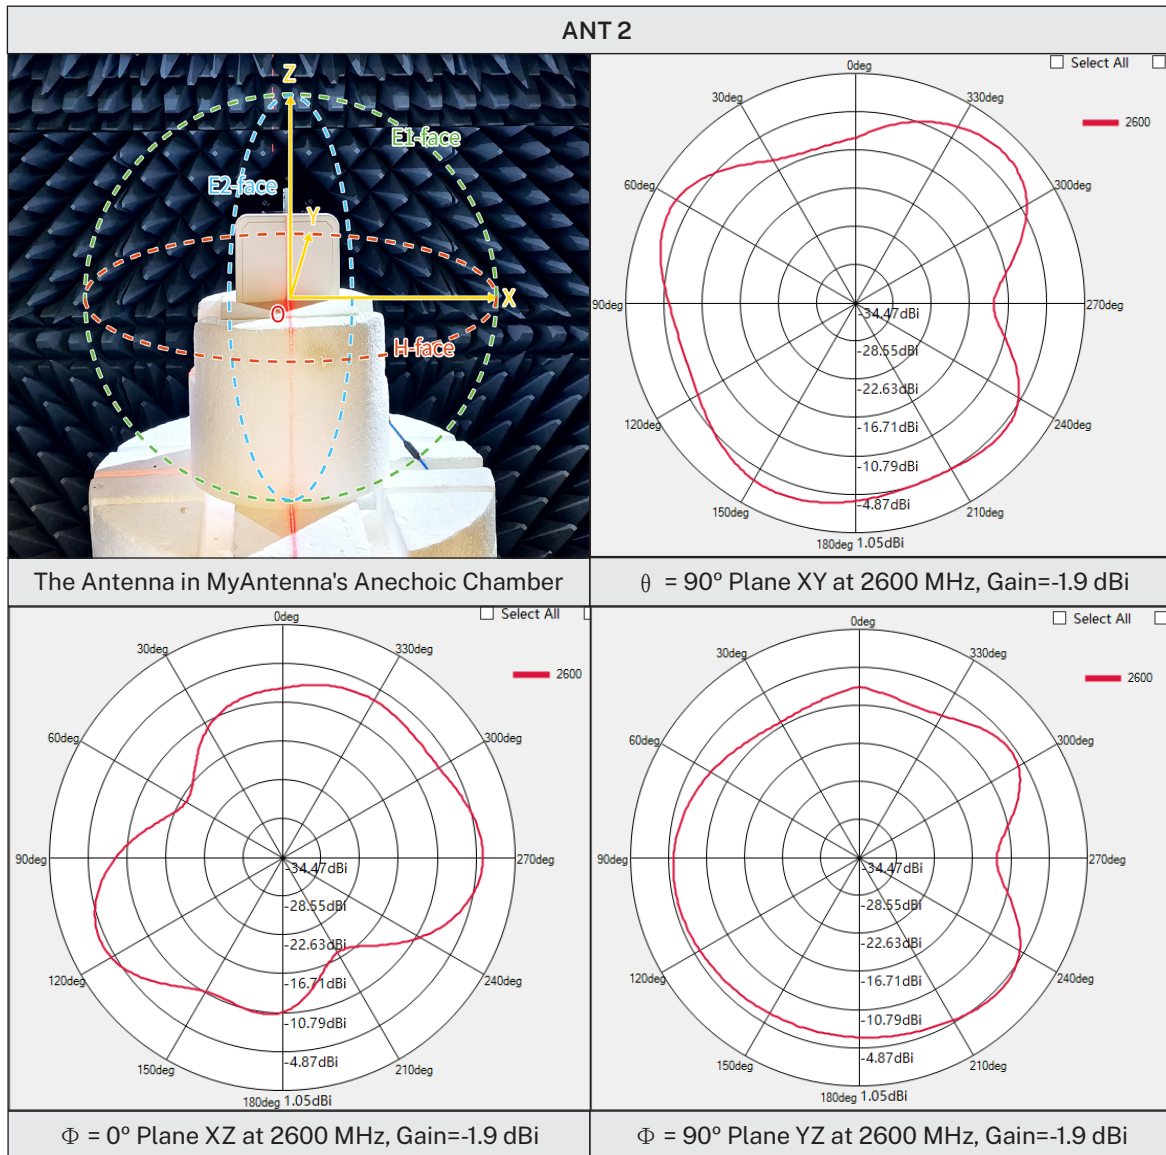 ANT 2
Z
E1-face
E2-face
Y
X
O
H-face
The Antenna in MyAntenna's Anechoic Chamber
Select All
2600
0deg
30deg
330deg
60deg
300deg
90deg
270deg
120deg
240deg
150deg
210deg
180deg
-34.47dBi
-28.55dBi
-22.63dBi
-16.71dBi
-10.79dBi
-4.87dBi
1.05dBi
θ = 90º Plane XY at 2600 MHz, Gain=-1.9 dBi
Select All
2600
0deg
30deg
330deg
60deg
300deg
90deg
270deg
120deg
240deg
150deg
210deg
180deg
-34.47dBi
-28.55dBi
-22.63dBi
-16.71dBi
-10.79dBi
-4.87dBi
1.05dBi
Φ = 0º Plane XZ at 2600 MHz, Gain=-1.9 dBi
Select All
2600
0deg
30deg
330deg
60deg
300deg
90deg
270deg
120deg
240deg
150deg
210deg
180deg
-34.47dBi
-28.55dBi
-22.63dBi
-16.71dBi
-10.79dBi
-4.87dBi
1.05dBi
Φ = 90º Plane YZ at 2600 MHz, Gain=-1.9 dBi